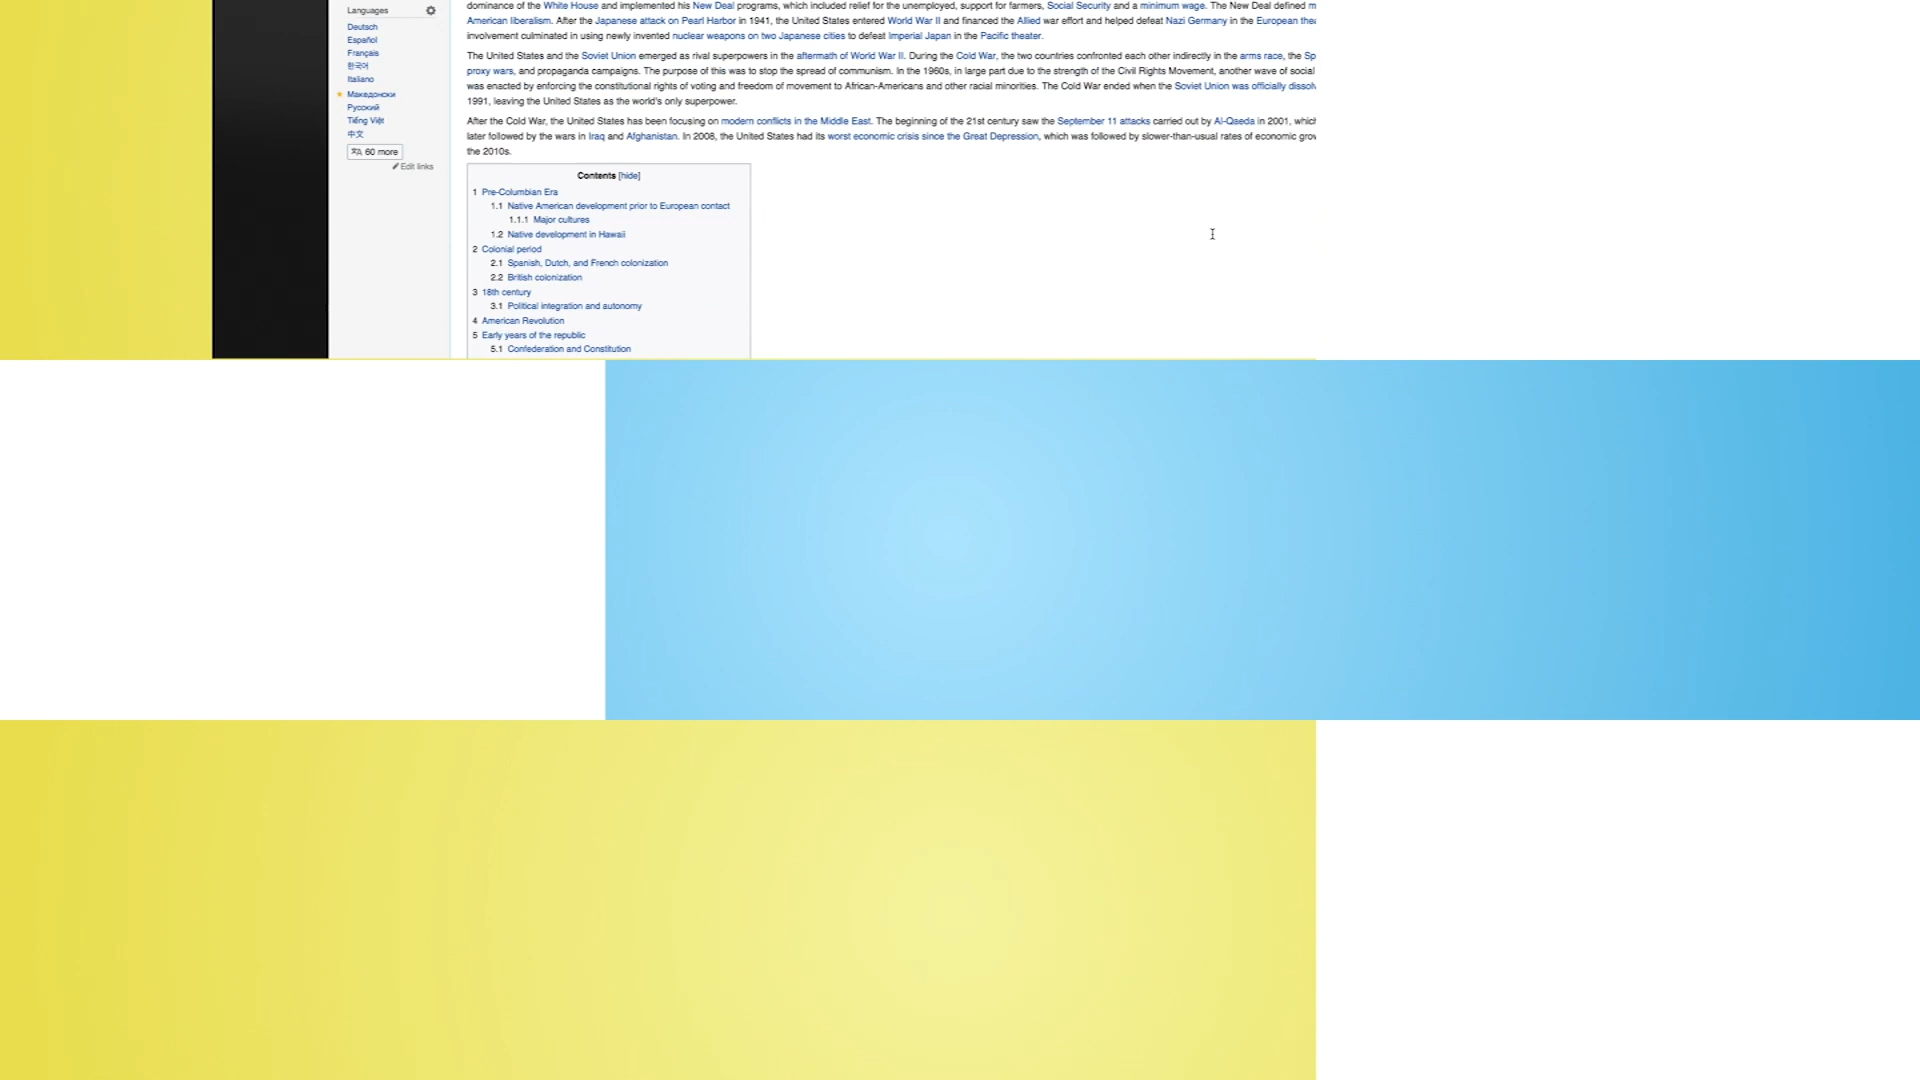 Languages
Deutsch
Español
Français
한국어
Italiano
Македонски
Русский
Tiếng Việt
中文
60 more
Edit links
dominance of the White House and implemented his New Deal programs, which included relief for the unemployed, support for farmers, Social Security and a minimum wage. The New Deal defined m
American liberalism. After the Japanese attack on Pearl Harbor in 1941, the United States entered World War II and financed the Allied war effort and helped defeat Nazi Germany in the European the
involvement culminated in using newly invented nuclear weapons on two Japanese cities to defeat Imperial Japan in the Pacific theater.
The United States and the Soviet Union emerged as rival superpowers in the aftermath of World War II. During the Cold War, the two countries confronted each other indirectly in the arms race, the Sp
proxy wars, and propaganda campaigns. The purpose of this was to stop the spread of communism. In the 1960s, in large part due to the strength of the Civil Rights Movement, another wave of social
was enacted by enforcing the constitutional rights of voting and freedom of movement to African-Americans and other racial minorities. The Cold War ended when the Soviet Union was officially dissol
1991, leaving the United States as the world's only superpower.
After the Cold War, the United States has been focusing on modern conflicts in the Middle East. The beginning of the 21st century saw the September 11 attacks carried out by Al-Qaeda in 2001, which
later followed by the wars in Iraq and Afghanistan. In 2008, the United States had its worst economic crisis since the Great Depression, which was followed by slower-than-usual rates of economic gro
the 2010s.
Contents [hide]
1 Pre-Columbian Era
1.1 Native American development prior to European contact
1.1.1 Major cultures
1.2 Native development in Hawaii
2 Colonial period
2.1 Spanish, Dutch, and French colonization
2.2 British colonization
3 18th century
3.1 Political integration and autonomy
4 American Revolution
5 Early years of the republic
5.1 Confederation and Constitution